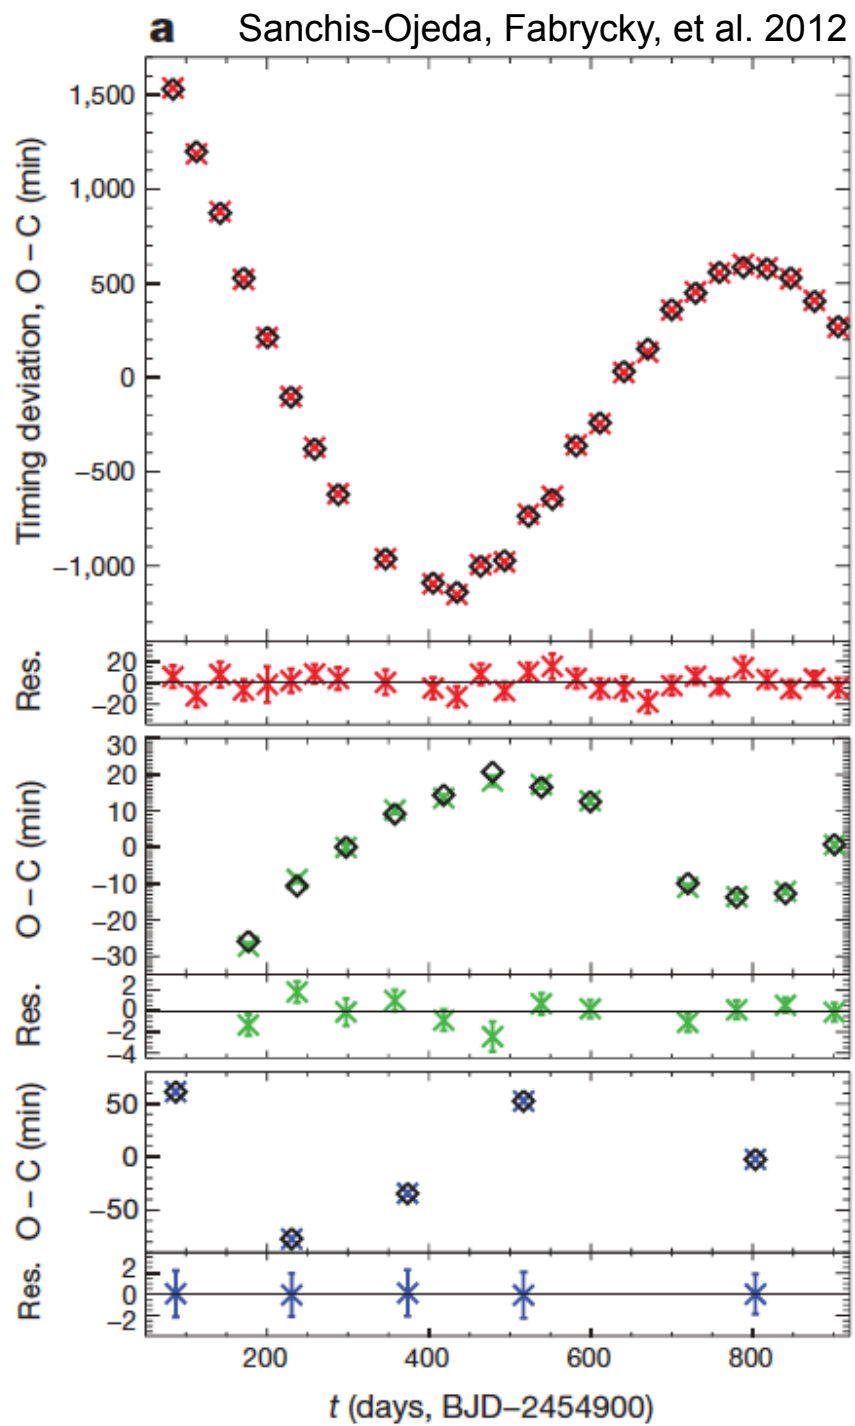 a Sanchis-Ojeda, Fabrycky, et al. 2012
Timing deviation, O – C (min)
1,500
1,000
500
0
–500
–1,000
Res.
20
0
–20
O – C (min)
30
20
10
0
–10
–20
–30
Res.
2
0
–2
–4
O – C (min)
50
0
–50
Res.
2
0
–2
200 400 600 800
t (days, BJD–2454900)